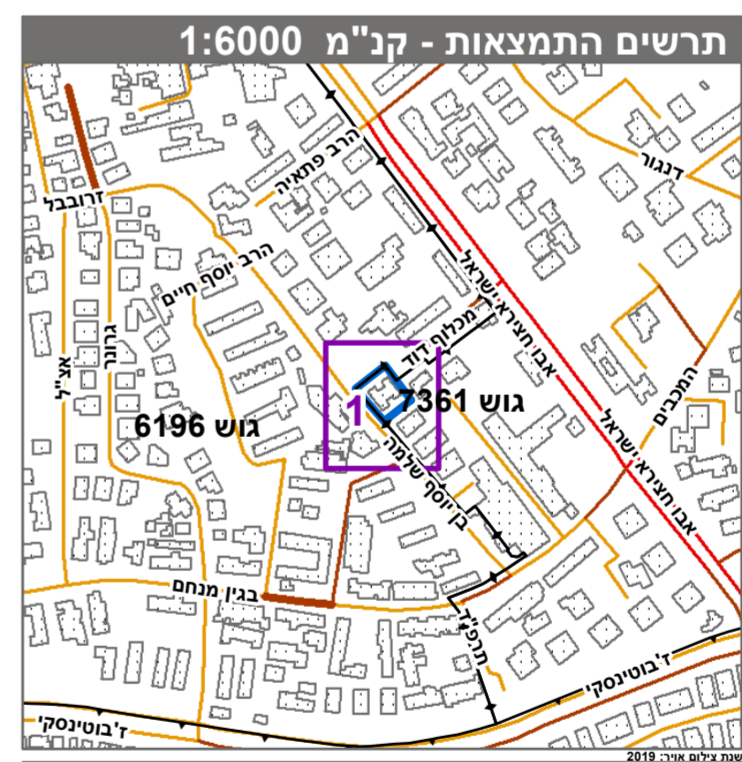 תרשים התמצאות - קנ"מ 1:6000
הרב פתאיה
דנגור
זרובבל
הרב יוסף חיים
אבו חצירא ישראל
מכלוף דוד
גרונר
אצ"ל
המכבים
גוש 7361
1
גוש 6196
אבו חצירא ישראל
בן יוסף שלמה
בגין מנחם
תרפ"ד
ז'בוטינסקי
ז'בוטינסקי
שנת צילום אויר: 2019